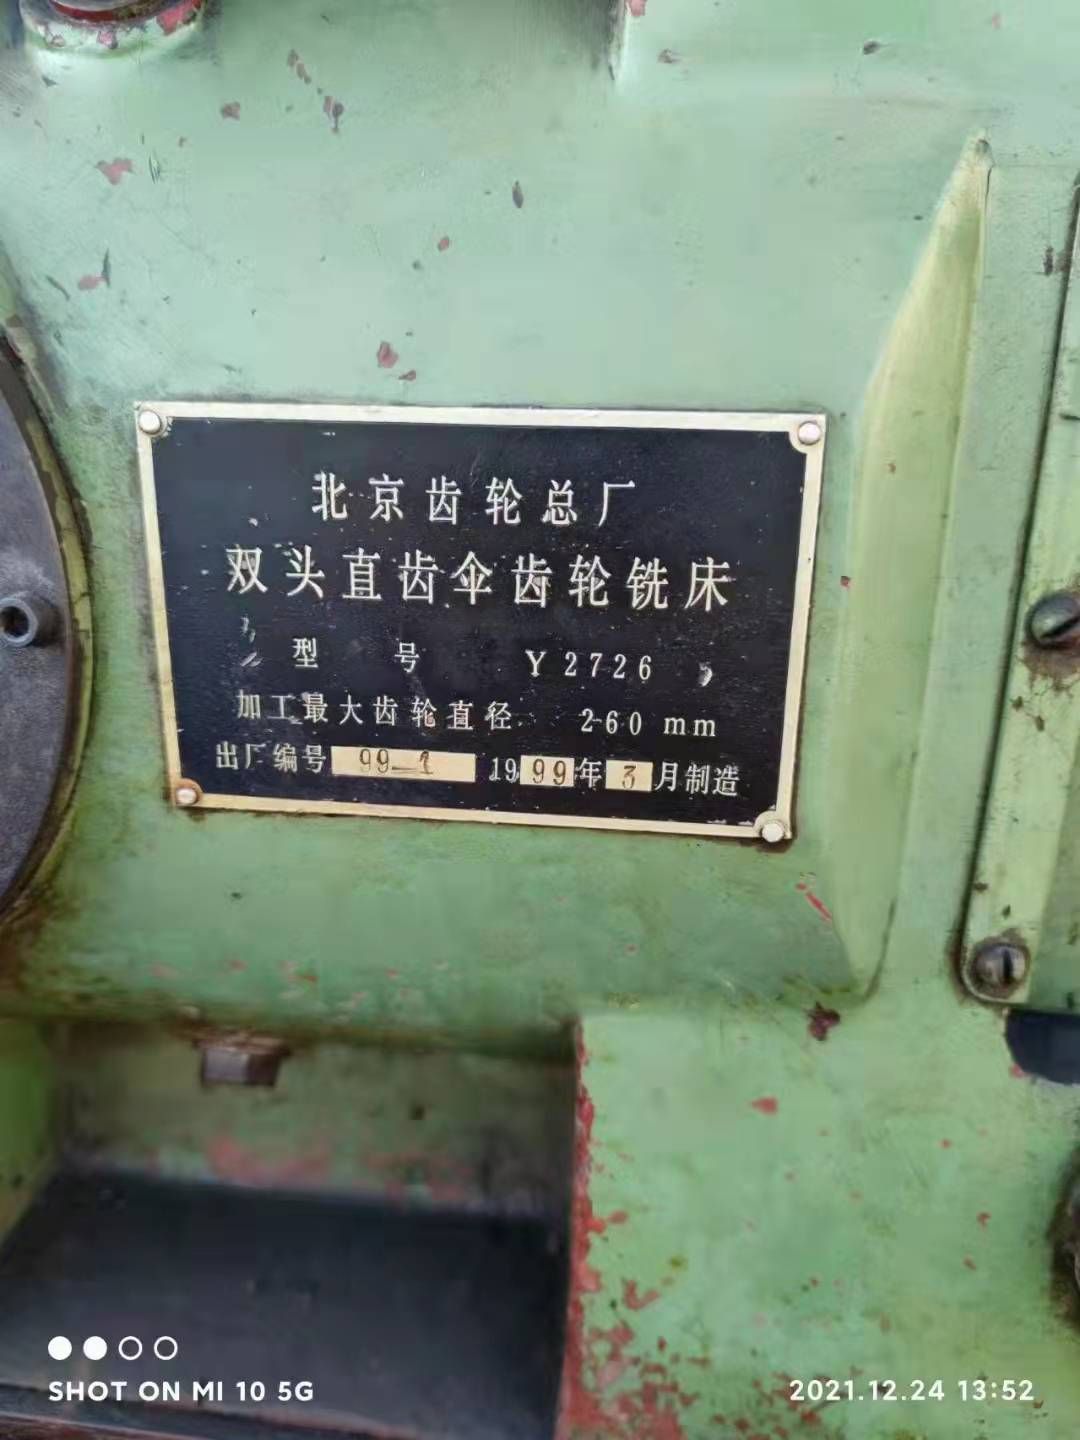 北京齿轮总厂
双头直齿伞齿轮铣床
型 号 Y2726
加工最大齿轮直径 260 mm
出厂编号 99-1 1999年3月制造
SHOT ON MI 10 5G
2021.12.24 13:52